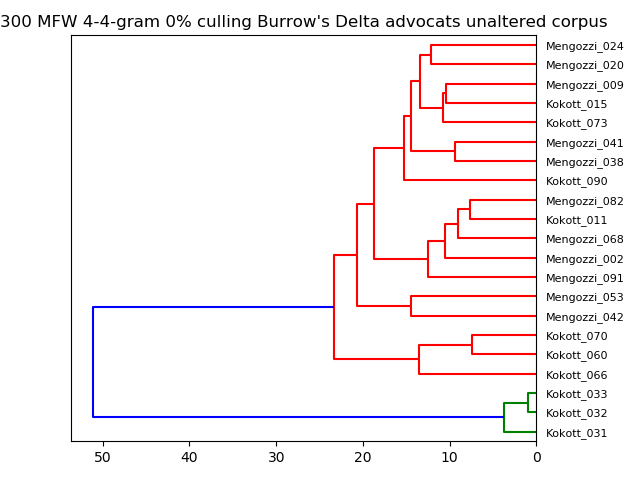 300 MFW 4-4-gram 0% culling Burrow's Delta advocats unaltered corpus
Mengozzi_024
Mengozzi_020
Mengozzi_009
Kokott_015
Kokott_073
Mengozzi_041
Mengozzi_038
Kokott_090
Mengozzi_082
Kokott_011
Mengozzi_068
Mengozzi_002
Mengozzi_091
Mengozzi_053
Mengozzi_042
Kokott_070
Kokott_060
Kokott_066
Kokott_033
Kokott_032
Kokott_031
50 40 30 20 10 0